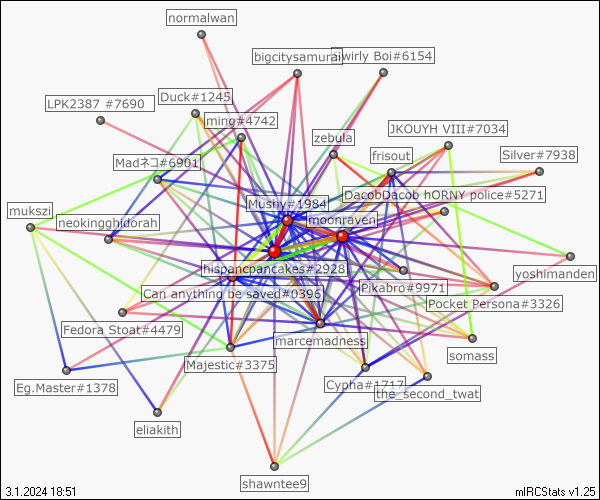 normalwan
bigcitysamurai
Swirly Boi#6154
LPK2387 #7690
Duck#1245
ming#4742
zebula
JKOUYH VIII#7034
Madネコ#6901
frisout
Silver#7938
Mushy#1984
DacobDacob hORNY police#5271
mukszi
neokingghidorah
moonraven
hispancpancakes#2928
yoshimanden
Can anything be saved#0396
Pikabro#9971
Pocket Persona#3326
Fedora Stoat#4479
marcemadness
somass
Majestic#3375
Eg.Master#1378
Cypha#1717
the_second_twat
eliakith
shawntee9
3.1.2024 18:51
mIRCStats v1.25